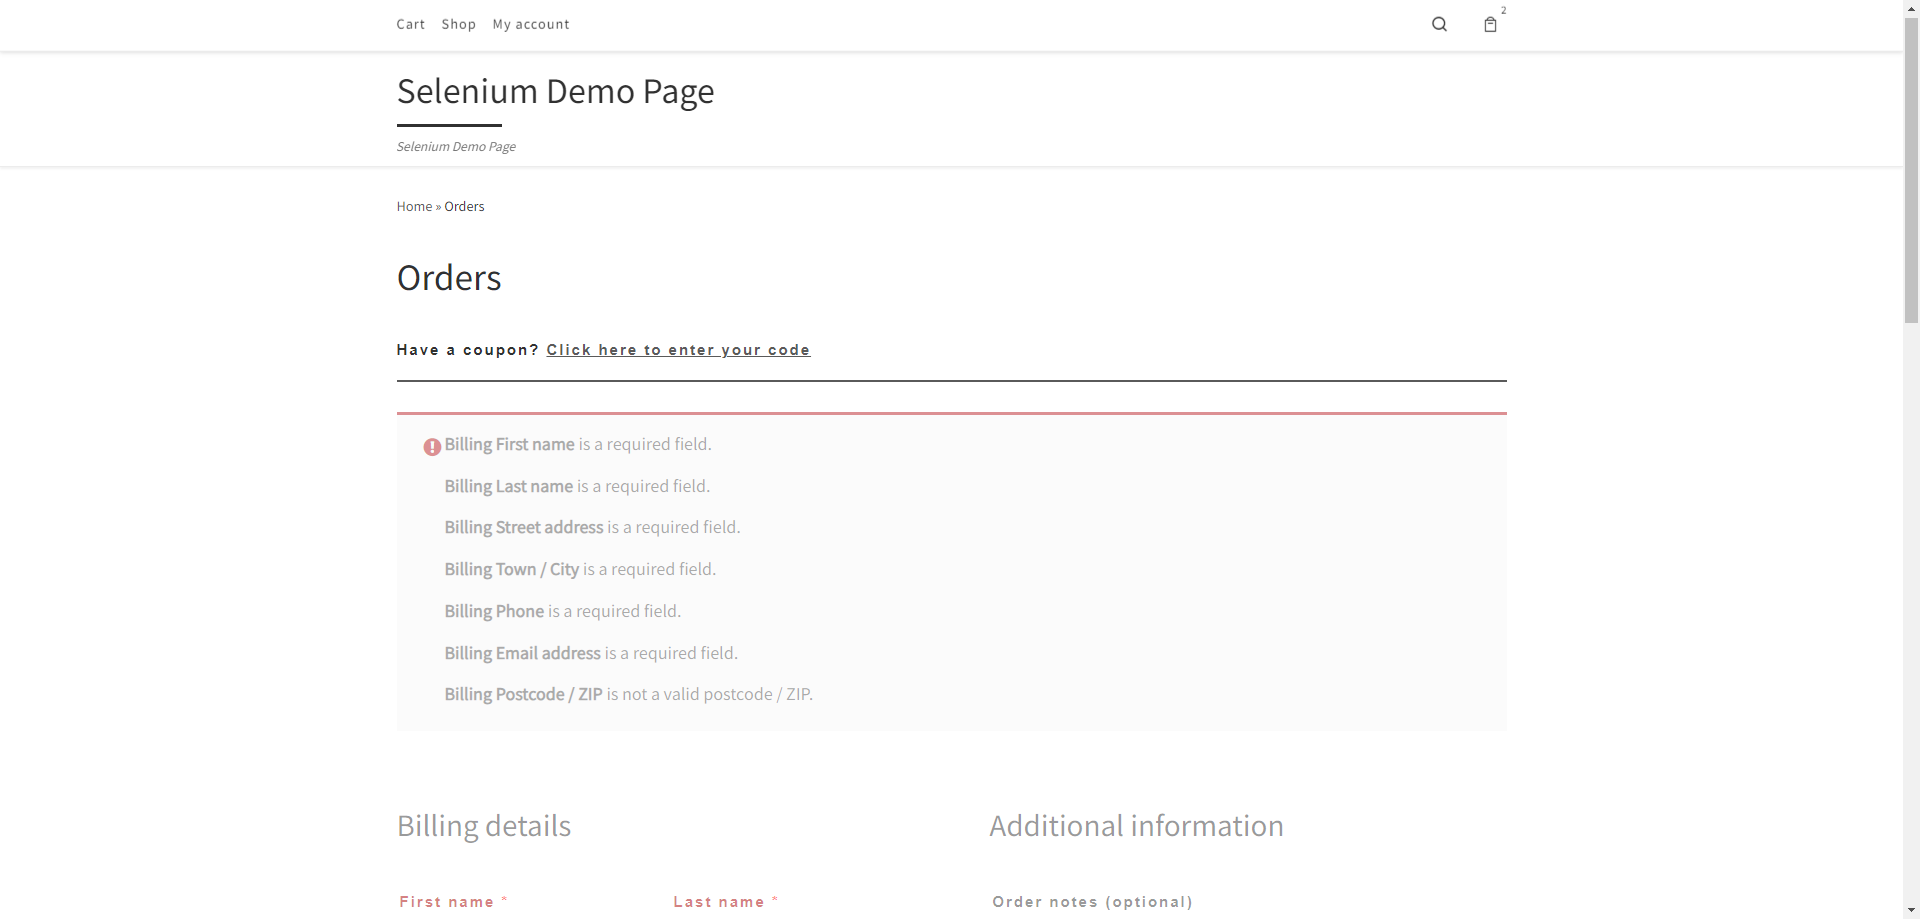 Cart Shop My account 2
Selenium Demo Page
Selenium Demo Page
Home » Orders
Orders
Have a coupon? Click here to enter your code
Billing First name is a required field.
Billing Last name is a required field.
Billing Street address is a required field.
Billing Town / City is a required field.
Billing Phone is a required field.
Billing Email address is a required field.
Billing Postcode / ZIP is not a valid postcode / ZIP.
Billing details Additional information
First name * Last name * Order notes (optional)